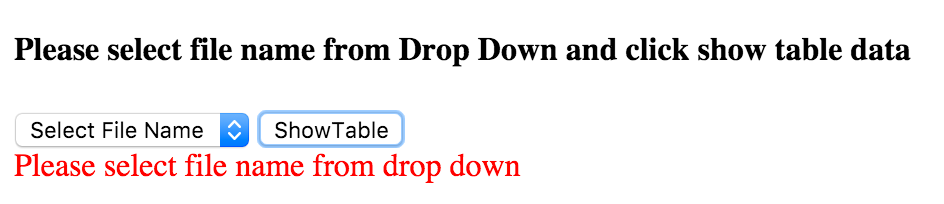 Please select file name from Drop Down and click show table data
Select File Name ShowTable
Please select file name from drop down